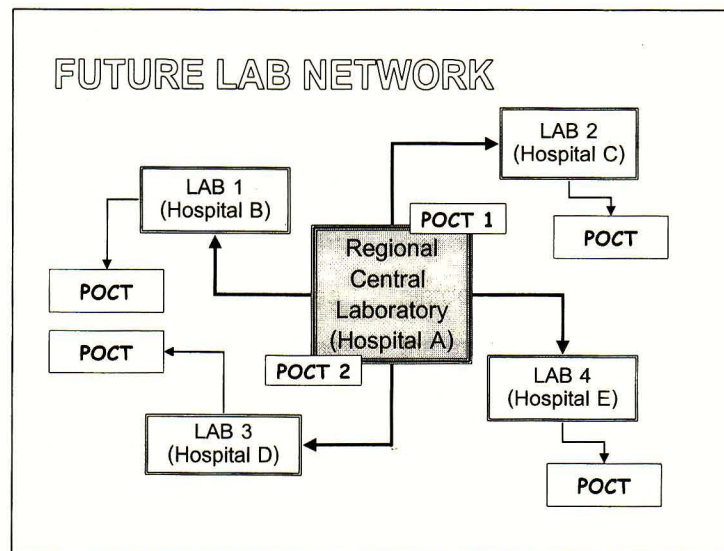 FUTURE LAB NETWORK
LAB 2
(Hospital C)
LAB 1
(Hospital B)
POCT 1
POCT
Regional
Central
Laboratory
(Hospital A)
POCT
POCT
POCT 2
LAB 4
(Hospital E)
LAB 3
(Hospital D)
POCT